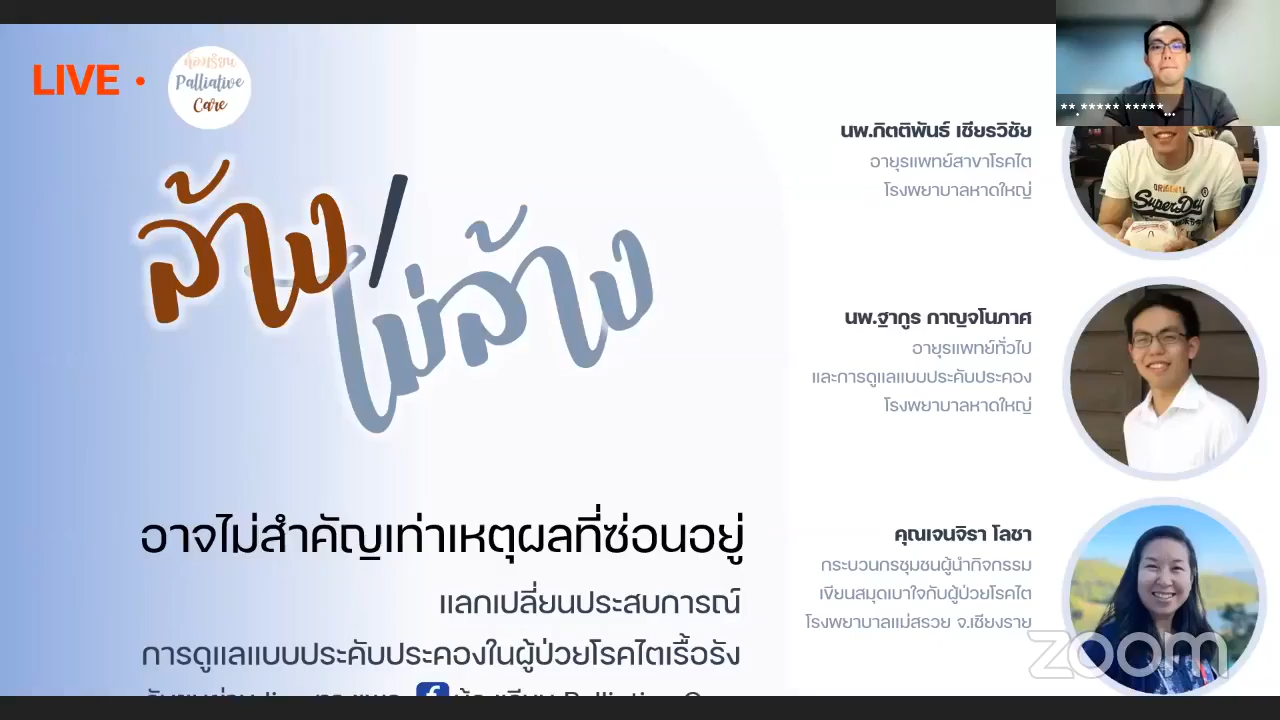 LIVE •
ห้องเรียน
Palliative
Care
ล้าง/ไม่ล้าง
อาจไม่สำคัญเท่าเหตุผลที่ซ่อนอยู่
แลกเปลี่ยนประสบการณ์
การดูแลแบบประคับประคองในผู้ป่วยโรคไตเรื้อรัง
**.***** *****...
นพ.กิตติพันธ์ เชียรวิชัย
อายุรแพทย์สาขาโรคไต
โรงพยาบาลหาดใหญ่
ORIGINAL
SuperDry
นพ.ฐากูร กาญจโนภาศ
อายุรแพทย์ทั่วไป
และการดูแลแบบประคับประคอง
โรงพยาบาลหาดใหญ่
คุณเจนจิรา โลชา
กระบวนกรชุมชนผู้นำกิจกรรม
เขียนสมุดเบาใจกับผู้ป่วยโรคไต
โรงพยาบาลแม่สรวย จ.เชียงราย
zoom